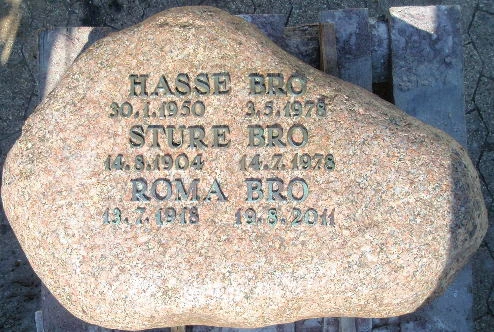 HASSE BRO
30.1.1950 3.5.1978
STURE BRO
14.8.1904 14.7.1978
ROMA BRO
13.7.1918 19.8.2011